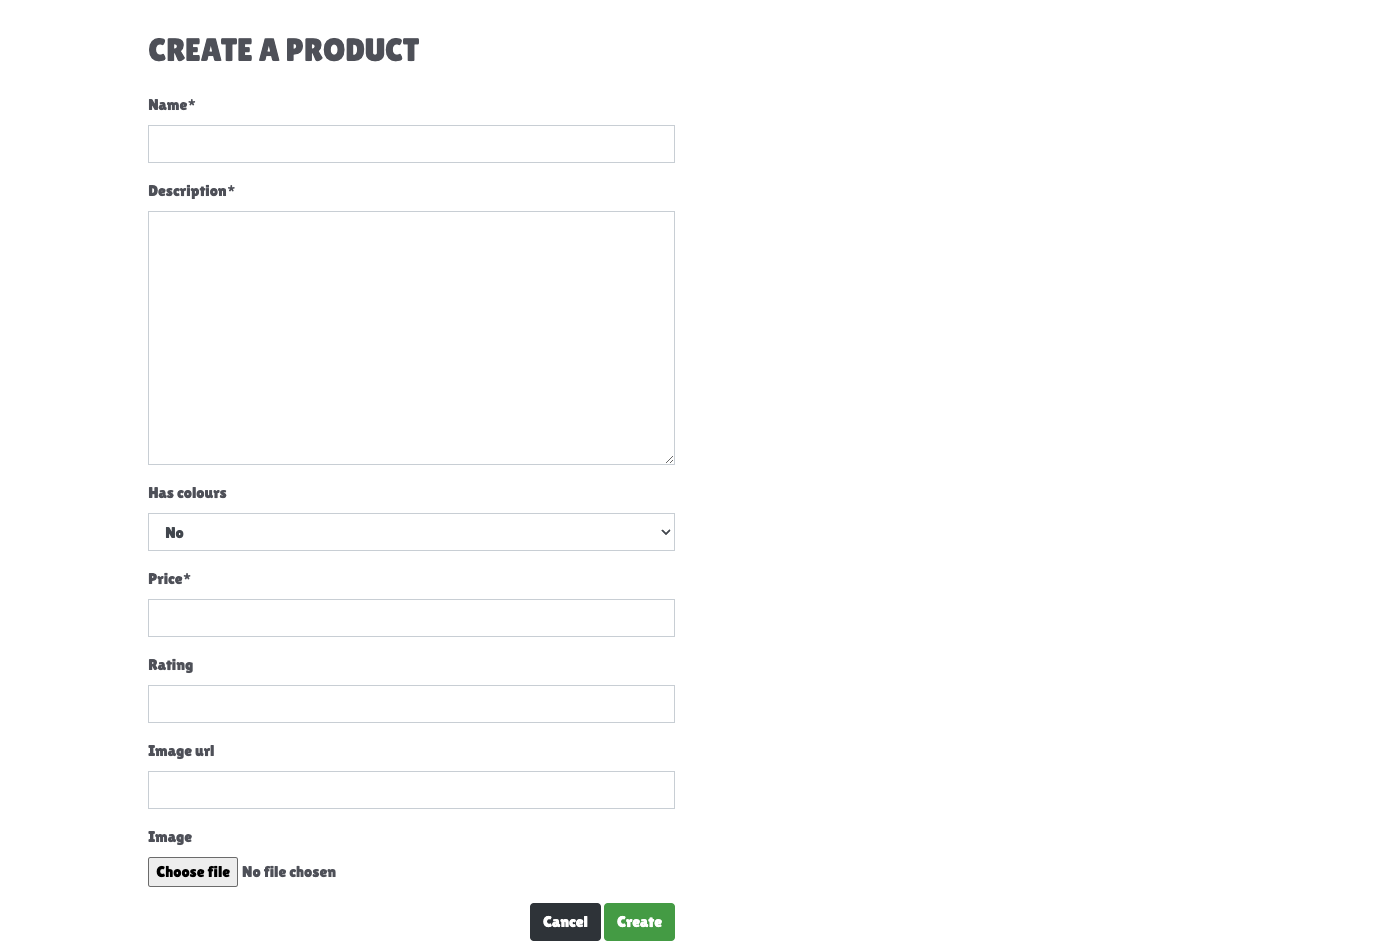 CREATE A PRODUCT
Name*
Description*
Has colours
No
Price*
Rating
Image url
Image
Choose file No file chosen
Cancel Create